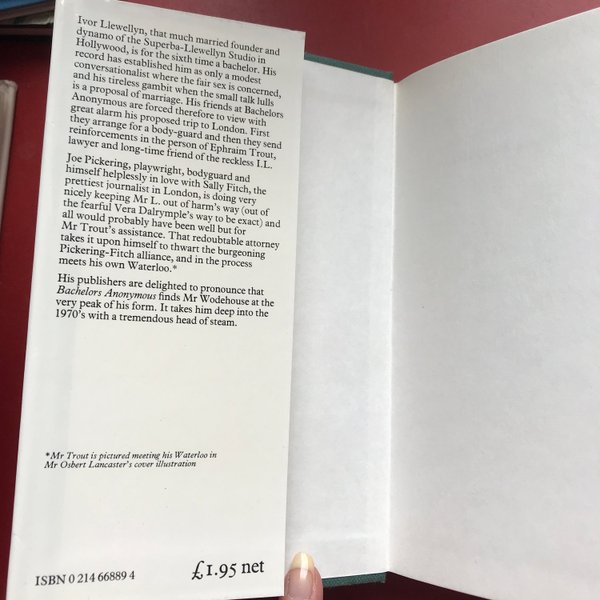 Ivor Llewellyn, that much married founder and
dynamo of the Superba-Llewellyn Studio in
Hollywood, is for the sixth time a bachelor. His
record has established him as only a modest
conversationalist where the fair sex is concerned,
and his tireless gambit when the small talk lulls
is a proposal of marriage. His friends at Bachelors
Anonymous are forced therefore to view with
great alarm his proposed trip to London. First
they arrange for a body-guard and then they send
reinforcements in the person of Ephraim Trout,
lawyer and long-time friend of the reckless I.L.
Joe Pickering, playwright, bodyguard and
himself helplessly in love with Sally Fitch, the
prettiest journalist in London, is doing very
nicely keeping Mr L. out of harm's way (out of
the fearful Vera Dalrymple's way to be exact) and
all would probably have been well but for
Mr Trout's assistance. That redoubtable attorney
takes it upon himself to thwart the burgeoning
Pickering-Fitch alliance, and in the process
meets his own Waterloo.*
His publishers are delighted to pronounce that
Bachelors Anonymous finds Mr Wodehouse at the
very peak of his form. It takes him deep into the
1970's with a tremendous head of steam.
*Mr Trout is pictured meeting his Waterloo in
Mr Osbert Lancaster's cover illustration
ISBN 0 214 66889 4
£1.95 net